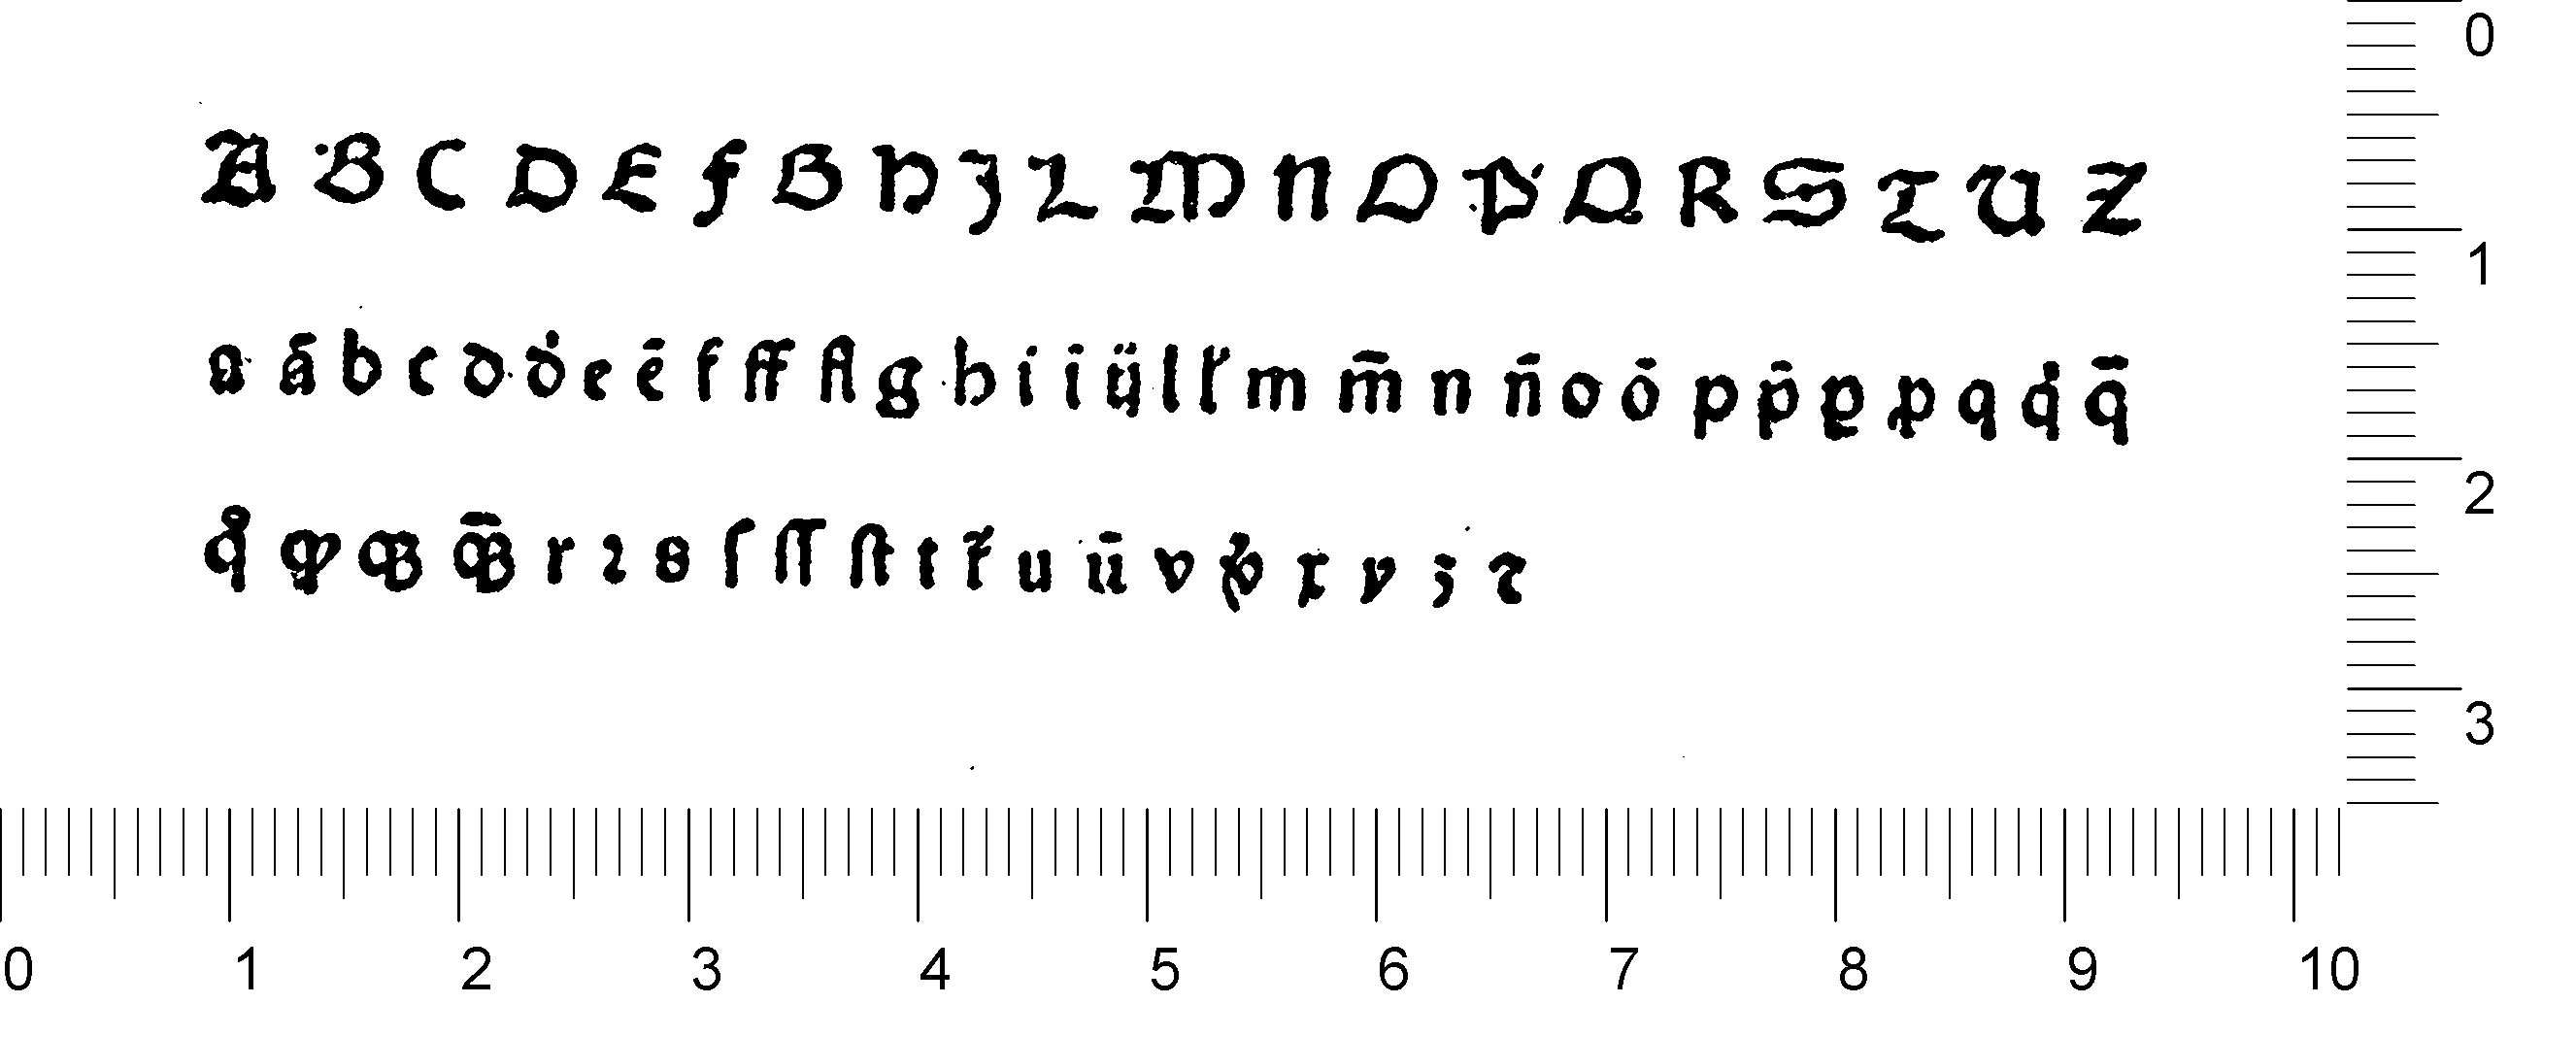 A B C D E F G H I L M N O P Q R S T U Z
a ā b c d d̍ e ē f ff fl g h i ī ij̈ l l̛ m m̄ n n̄ o ō p p̄ ꝑ ꝓ q q̍ q̄
qͦ ꝙ qꝫ q̄ꝫ r ꝛ s ſ ſſ ſt t t̛ u ū v v̛ x y ; ꝛ
0
1
2
3
0 1 2 3 4 5 6 7 8 9 10